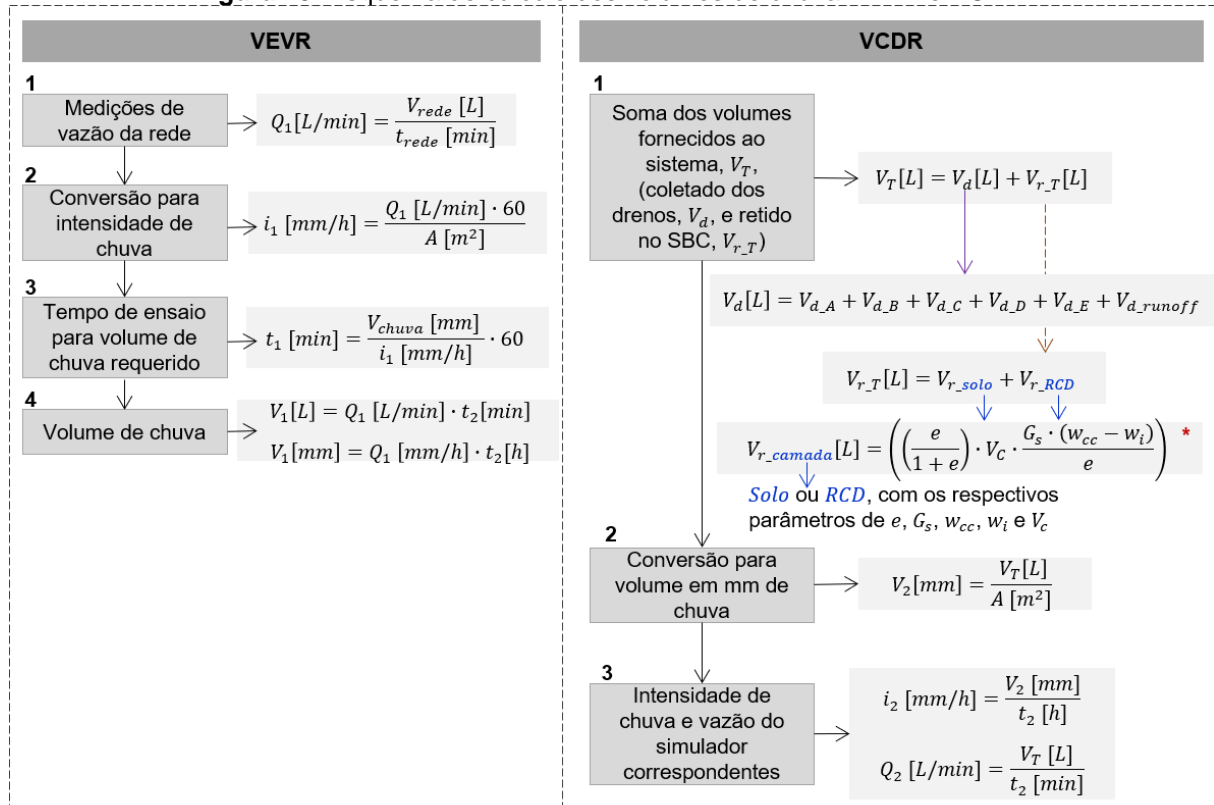 VEVR
1
Medições de
vazão da rede
Q₁[L/min] = V_rede [L] / t_rede [min]
2
Conversão para
intensidade de
chuva
i₁ [mm/h] = Q₁ [L/min] · 60 / A [m²]
3
Tempo de ensaio
para volume de
chuva requerido
t₁ [min] = V_chuva [mm] / i₁ [mm/h] · 60
4
Volume de chuva
V₁[L] = Q₁ [L/min] · t₂[min]
V₁[mm] = Q₁ [mm/h] · t₂[h]
VCDR
1
Soma dos volumes
fornecidos ao
sistema, V_T,
(coletado dos
drenos, V_d, e retido
no SBC, V_r_T)
V_T[L] = V_d[L] + V_r_T[L]
V_d[L] = V_d_A + V_d_B + V_d_C + V_d_D + V_d_E + V_d_runoff
V_r_T[L] = V_r_solo + V_r_RCD
V_r_camada[L] = ((e / (1 + e)) · V_C · G_s · (w_cc − w_i) / e) *
Solo ou RCD, com os respectivos
parâmetros de e, G_s, w_cc, w_i e V_c
2
Conversão para
volume em mm de
chuva
V₂[mm] = V_T[L] / A [m²]
3
Intensidade de
chuva e vazão do
simulador
correspondentes
i₂ [mm/h] = V₂ [mm] / t₂ [h]
Q₂ [L/min] = V_T [L] / t₂ [min]